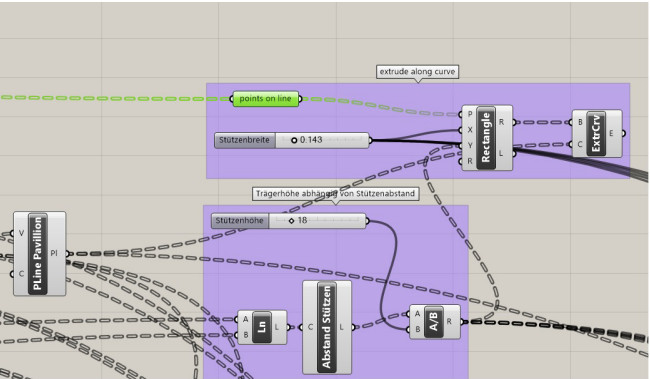 extrude along curve
points on line
P
X
Y
R
Rectangle
R
L
B
C
ExtrCrv
E
Stützenbreite 0.143
Trägerhöhe abhängig von Stützenabstand
Stützenhöhe 18
V
C
PLine Pavillion
Pl
A
B
Ln
L
C
Abstand Stützen
L
A
B
A/B
R